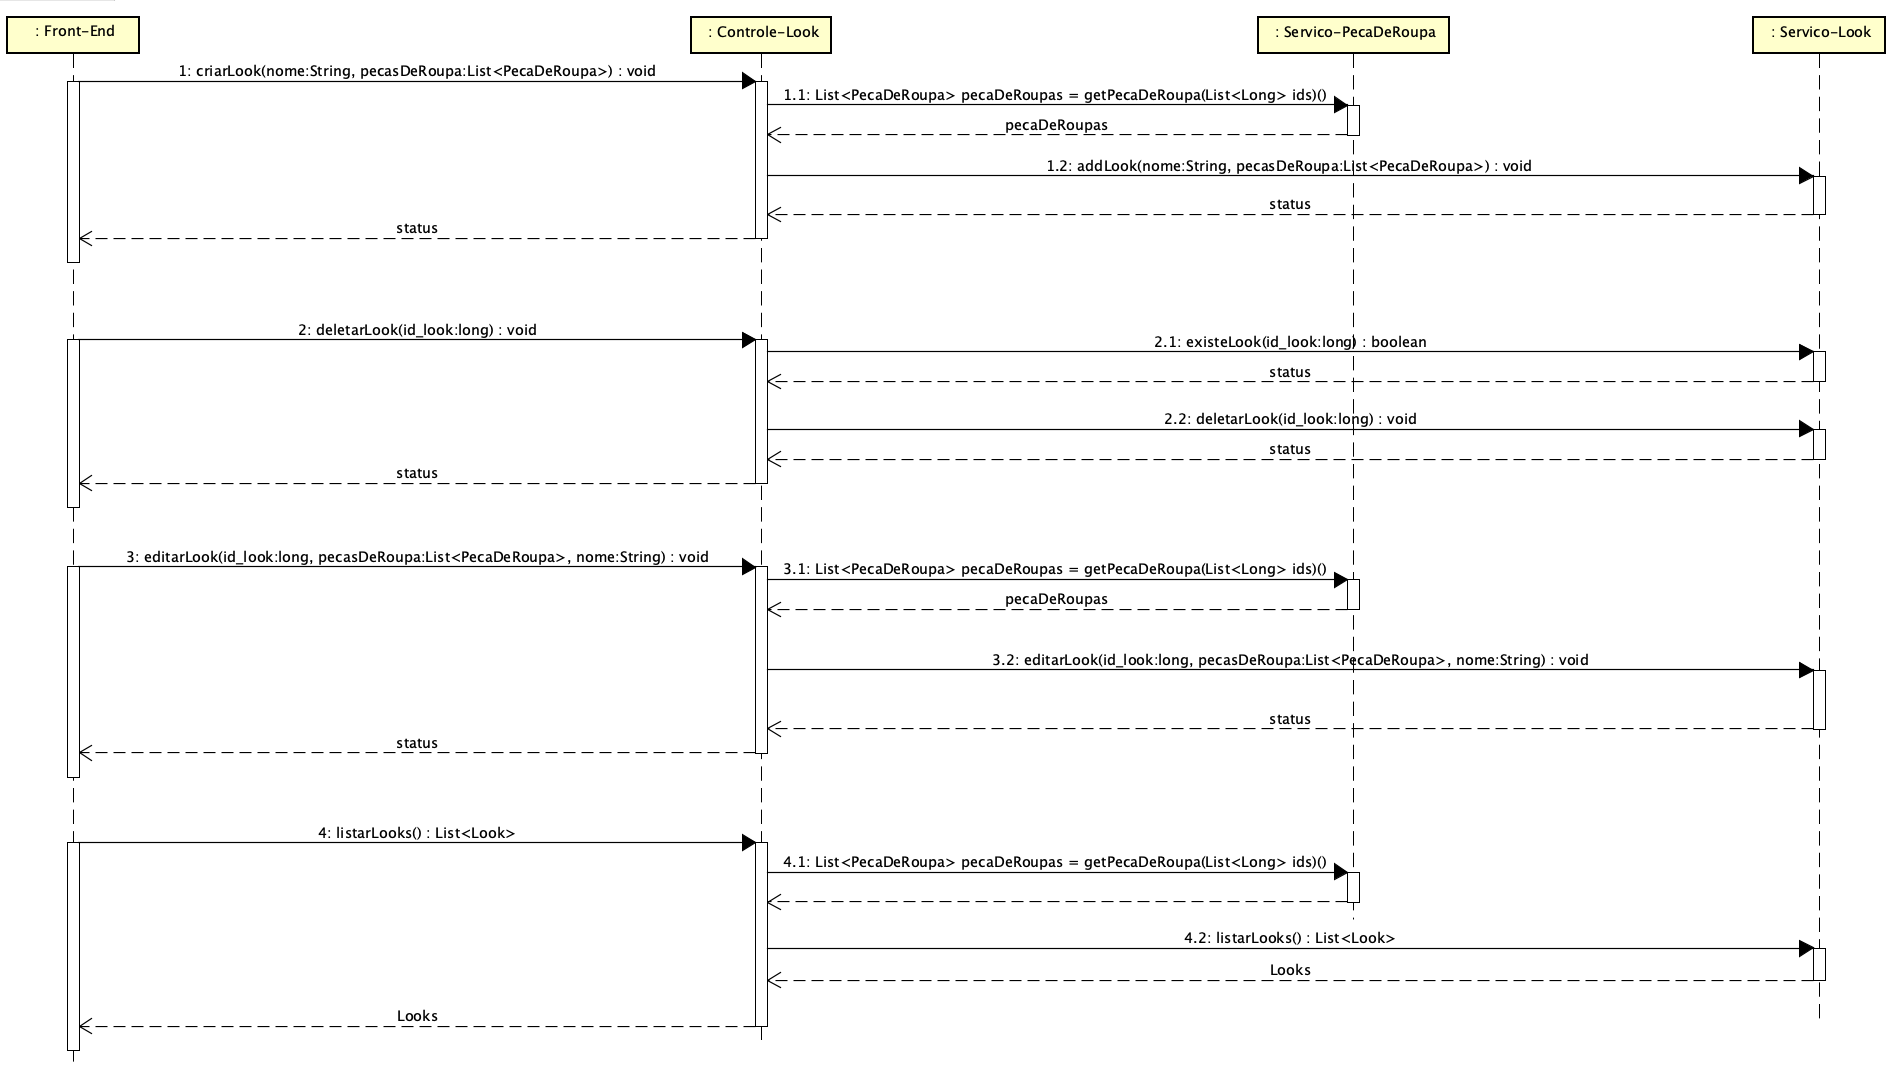 : Front-End
: Controle-Look
: Servico-PecaDeRoupa
: Servico-Look
1: criarLook(nome:String, pecasDeRoupa:List<PecaDeRoupa>) : void
1.1: List<PecaDeRoupa> pecaDeRoupas = getPecaDeRoupa(List<Long> ids)()
pecaDeRoupas
1.2: addLook(nome:String, pecasDeRoupa:List<PecaDeRoupa>) : void
status
status
2: deletarLook(id_look:long) : void
2.1: existeLook(id_look:long) : boolean
status
2.2: deletarLook(id_look:long) : void
status
status
3: editarLook(id_look:long, pecasDeRoupa:List<PecaDeRoupa>, nome:String) : void
3.1: List<PecaDeRoupa> pecaDeRoupas = getPecaDeRoupa(List<Long> ids)()
pecaDeRoupas
3.2: editarLook(id_look:long, pecasDeRoupa:List<PecaDeRoupa>, nome:String) : void
status
status
4: listarLooks() : List<Look>
4.1: List<PecaDeRoupa> pecaDeRoupas = getPecaDeRoupa(List<Long> ids)()
4.2: listarLooks() : List<Look>
Looks
Looks